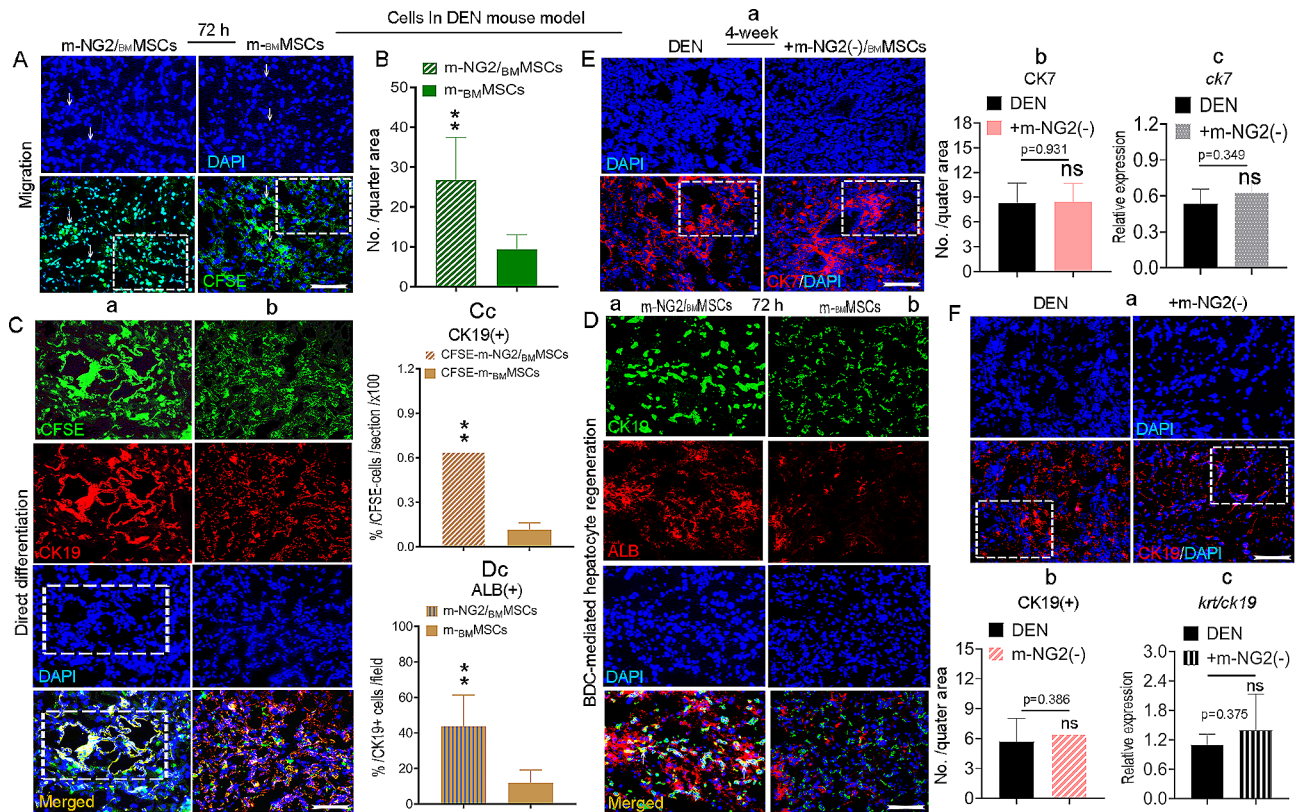 Cells In DEN mouse model
72 h
m-NG2/BMMSCs
m-BMMSCs
A
Migration
DAPI
CFSE
a
b
B
m-NG2/BMMSCs
m-BMMSCs
No. /quarter area
50
40
30
20
10
0
**
C
Direct differentiation
CFSE
CK19
DAPI
Merged
Cc
CK19(+)
CFSE-m-NG2/BMMSCs
CFSE-m-BMMSCs
% /CFSE-cells /section /x100
1.2
0.9
0.6
0.3
0.0
**
Dc
ALB(+)
m-NG2/BMMSCs
m-BMMSCs
% /CK19+ cells /field
100
80
60
40
20
0
**
a
m-NG2/BMMSCs
72 h
m-BMMSCs
b
D
BDC-mediated hepatocyte regeneration
CK19
ALB
DAPI
Merged
a
E
DEN
4-week
+m-NG2(-)/BMMSCs
DAPI
CK7/DAPI
b
CK7
DEN
+m-NG2(-)
No. /quater area
18
15
12
9
6
3
0
p=0.931
ns
c
ck7
DEN
+m-NG2(-)
Relative expression
1.2
0.9
0.6
0.3
0.0
p=0.349
ns
F
DEN
a
+m-NG2(-)
DAPI
CK19/DAPI
b
CK19(+)
DEN
m-NG2(-)
No. /quater area
12
10
8
6
4
2
0
p=0.386
ns
c
krt/ck19
DEN
+m-NG2(-)
Relative expression
3.0
2.4
1.8
1.2
0.6
0.0
p=0.375
ns